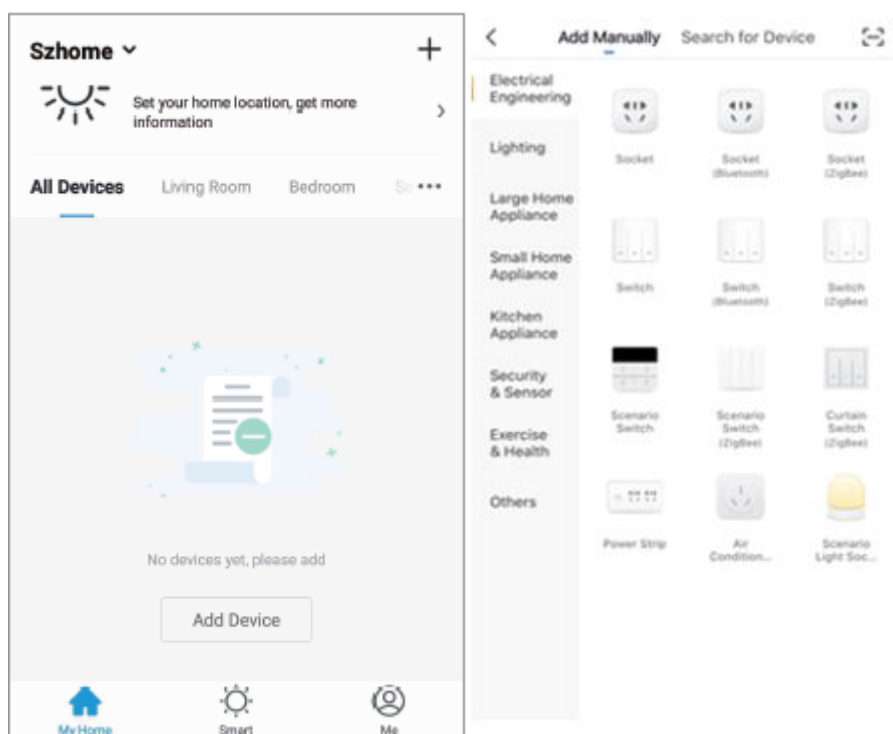 Szhome
Set your home location, get more
information
All Devices Living Room Bedroom Se
No devices yet, please add
Add Device
My Home Smart Me
Add Manually Search for Device
Electrical
Engineering
Lighting
Large Home
Appliance
Small Home
Appliance
Kitchen
Appliance
Security
& Sensor
Exercise
& Health
Others
Socket Socket Socket
(Bluetooth) (ZigBee)
Switch Switch Switch
(Bluetooth) (ZigBee)
Scenario Scenario Curtain
Switch Switch Switch
(ZigBee) (ZigBee)
Power Strip Air Scenario
Condition... Light Soc...